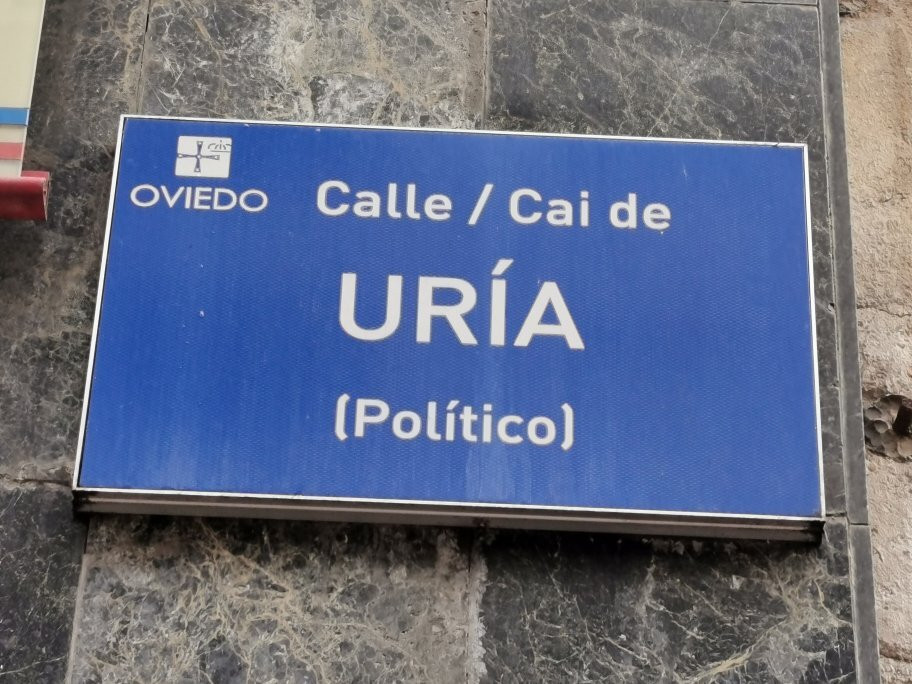 OVIEDO
Calle / Cai de
URÍA
(Político)